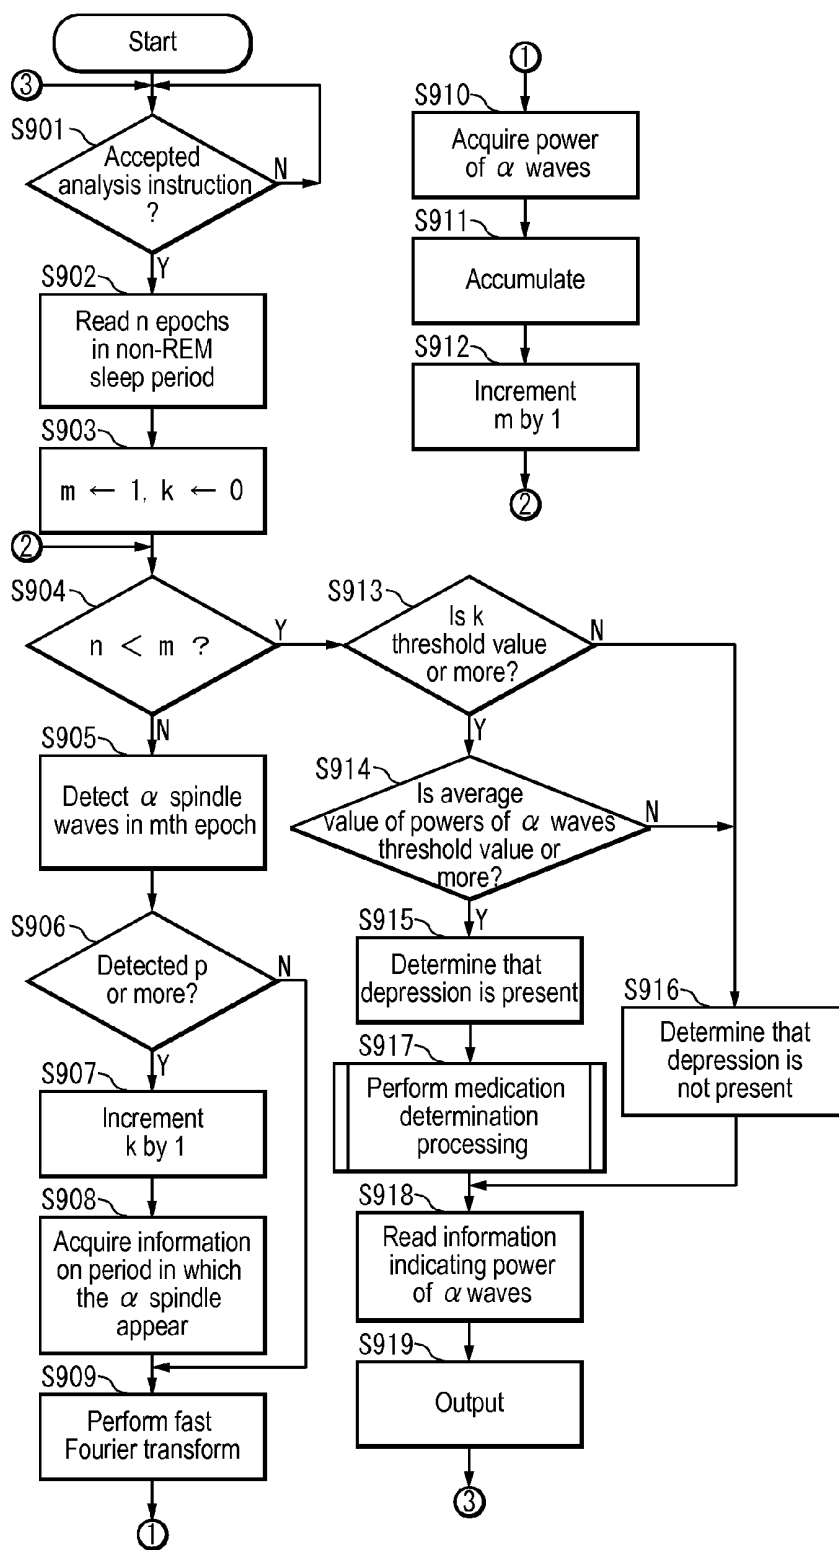 Start
3
S901
Accepted
analysis instruction
?
N
Y
S902
Read n epochs
in non-REM
sleep period
S903
m ← 1, k ← 0
2
S904
n < m ?
Y
N
S905
Detect α spindle
waves in mth epoch
S906
Detected p
or more?
N
Y
S907
Increment
k by 1
S908
Acquire information
on period in which
the α spindle
appear
S909
Perform fast
Fourier transform
1
1
S910
Acquire power
of α waves
S911
Accumulate
S912
Increment
m by 1
2
S913
Is k
threshold value
or more?
N
Y
S914
Is average
value of powers of α waves
threshold value or
more?
N
Y
S915
Determine that
depression is present
S916
Determine that
depression is
not present
S917
Perform medication
determination
processing
S918
Read information
indicating power
of α waves
S919
Output
3